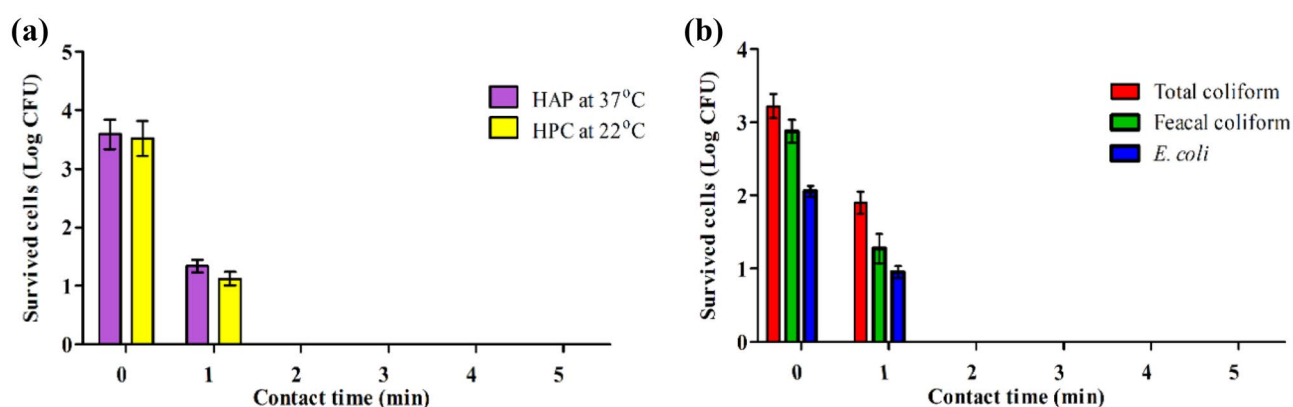 (a)
Survived cells (Log CFU)
5
4
3
2
1
0
HAP at 37°C
HPC at 22°C
0 1 2 3 4 5
Contact time (min)
(b)
Survived cells (Log CFU)
4
3
2
1
0
Total coliform
Feacal coliform
E. coli
0 1 2 3 4 5
Contact time (min)